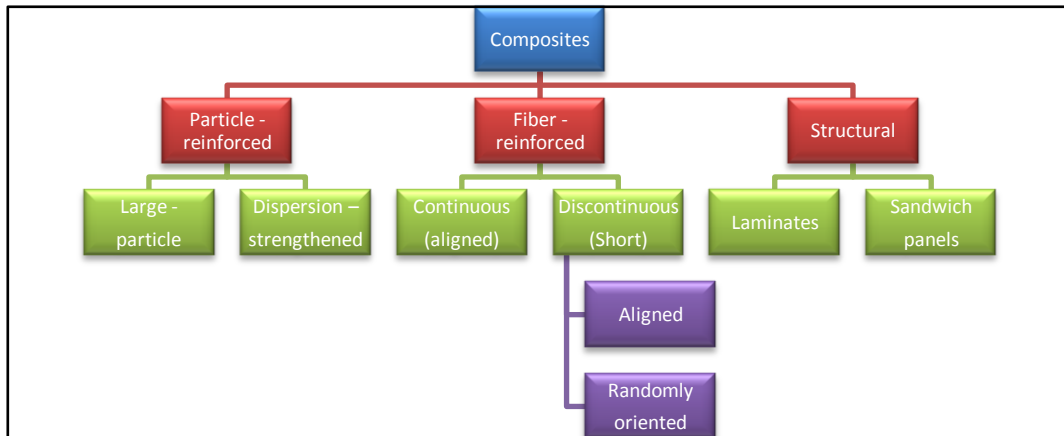 Composites
Particle -
reinforced
Fiber -
reinforced
Structural
Large -
particle
Dispersion –
strengthened
Continuous
(aligned)
Discontinuous
(Short)
Laminates
Sandwich
panels
Aligned
Randomly
oriented